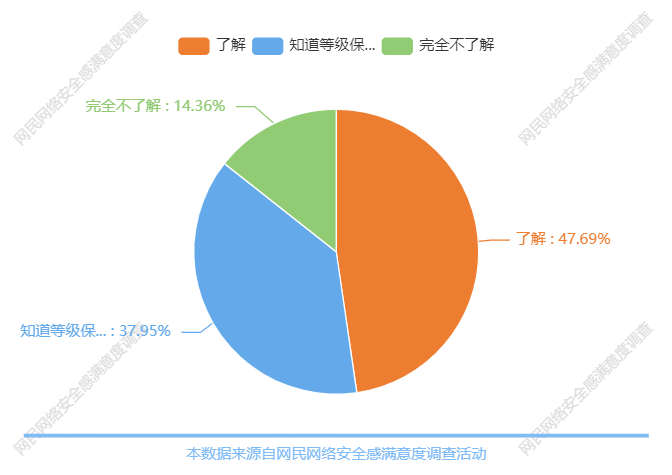 网民网络安全感满意度调查
网民网络安全感满意度调查
了解 知道等级保... 完全不了解
完全不了解 : 14.36%
了解 : 47.69%
知道等级保... : 37.95%
网民网络安全感满意度调查
网民网络安全感满意度调查
本数据来源自网民网络安全感满意度调查活动